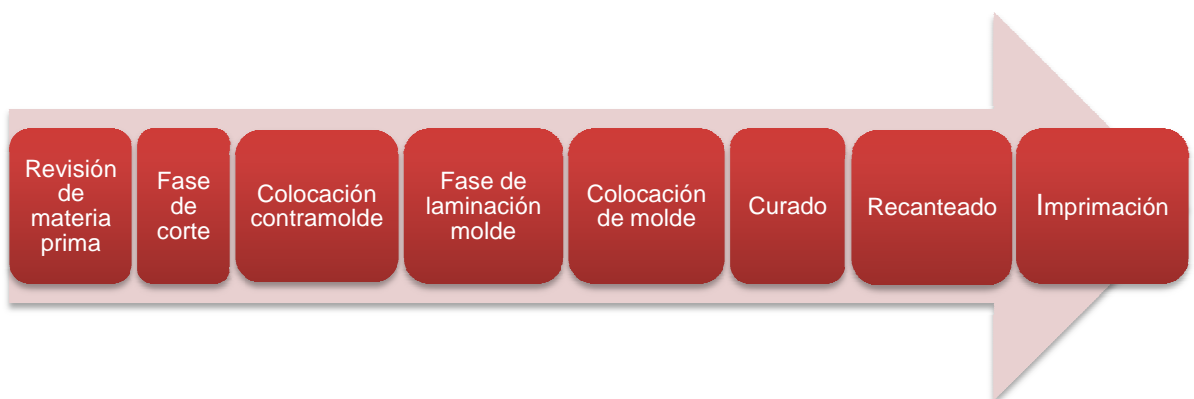 Revisión
de
materia
prima
Fase
de
corte
Colocación
contramolde
Fase de
laminación
molde
Colocación
de molde
Curado
Recanteado
Imprimación